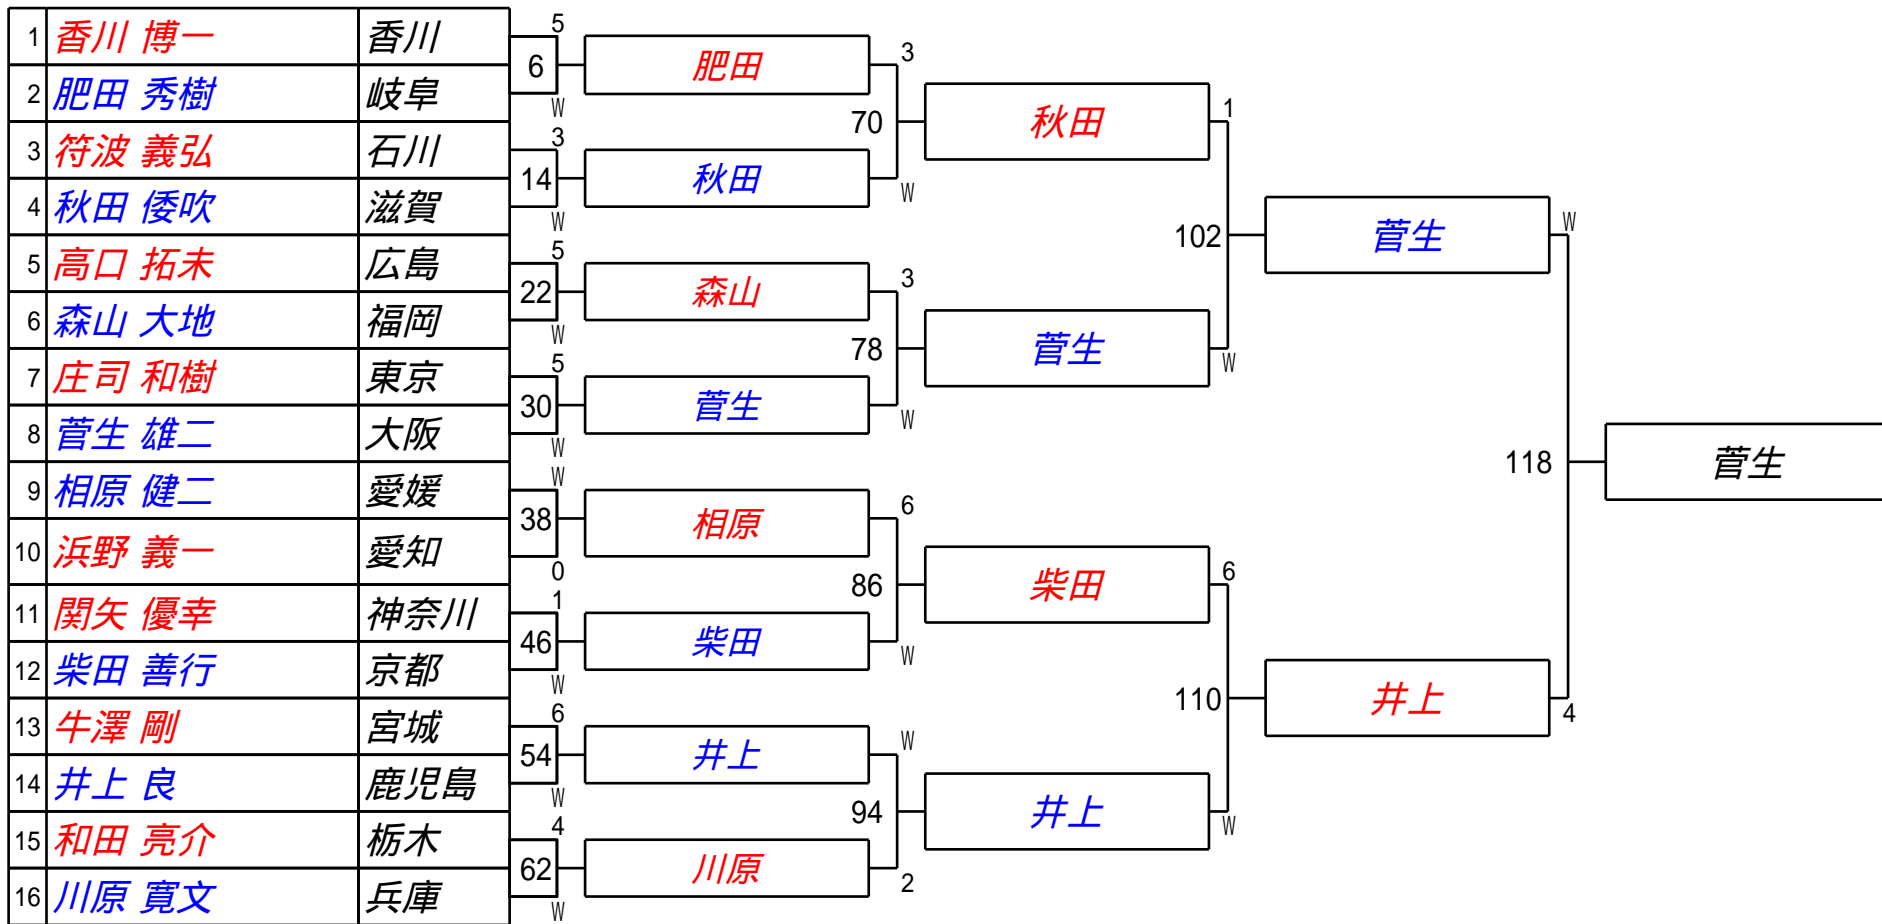 1 香川 博一 香川
2 肥田 秀樹 岐阜
3 符波 義弘 石川
4 秋田 倭吹 滋賀
5 高口 拓未 広島
6 森山 大地 福岡
7 庄司 和樹 東京
8 菅生 雄二 大阪
9 相原 健二 愛媛
10 浜野 義一 愛知
11 関矢 優幸 神奈川
12 柴田 善行 京都
13 牛澤 剛 宮城
14 井上 良 鹿児島
15 和田 亮介 栃木
16 川原 寛文 兵庫
5
6
W
3
14
W
5
22
W
5
30
W
W
38
0
1
46
W
6
54
W
4
62
W
肥田 3
70
秋田 W
森山 3
78
菅生 W
相原 6
86
柴田 W
井上 W
94
川原 2
秋田 1
102
菅生 W
柴田 6
110
井上 W
菅生 W
118
井上 4
菅生